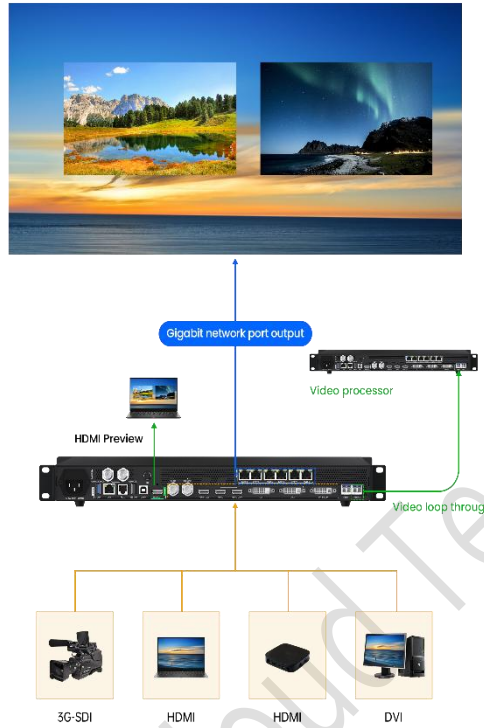 Gigabit network port output
Video processor
HDMI Preview
Video loop throug
3G-SDI
HDMI
HDMI
DVI